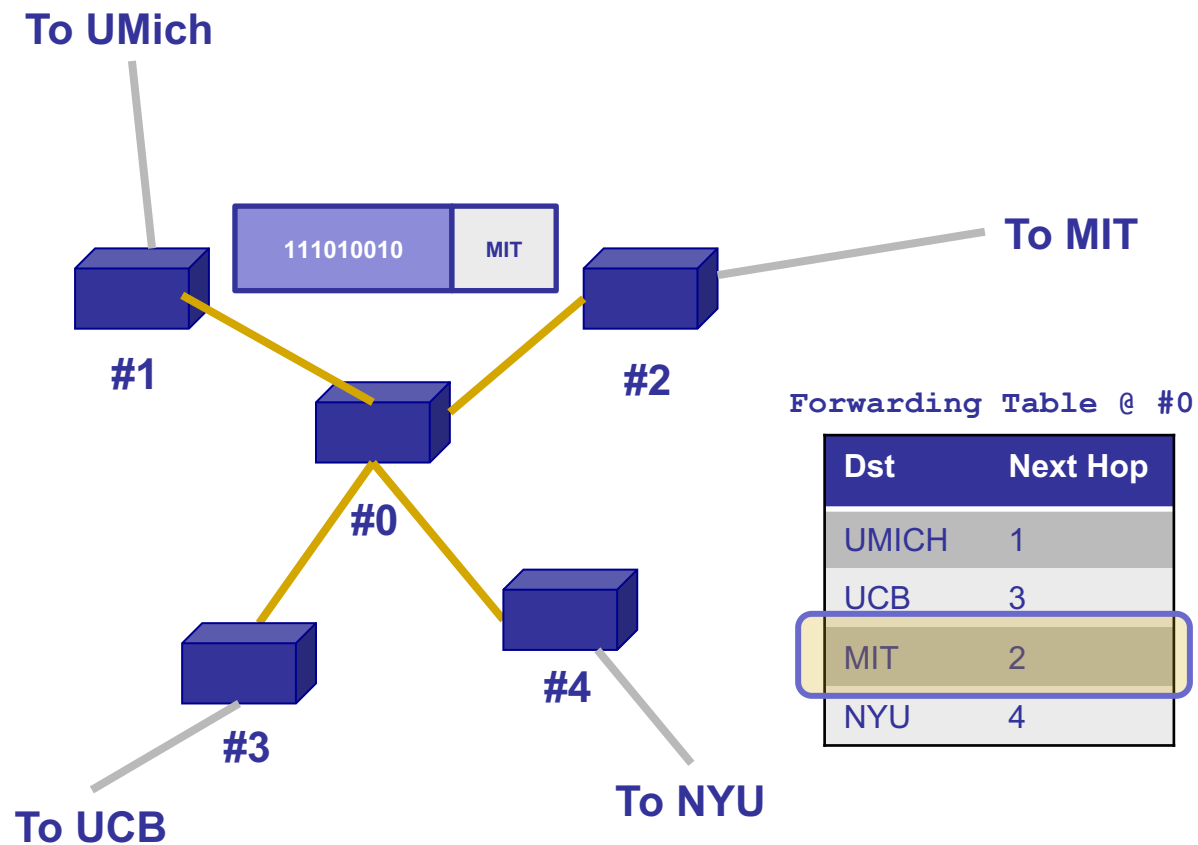 To UMich
111010010 MIT
To MIT
#1
#2
Forwarding Table @ #0
Dst Next Hop
#0
UMICH 1
UCB 3
MIT 2
#4
NYU 4
#3
To NYU
To UCB